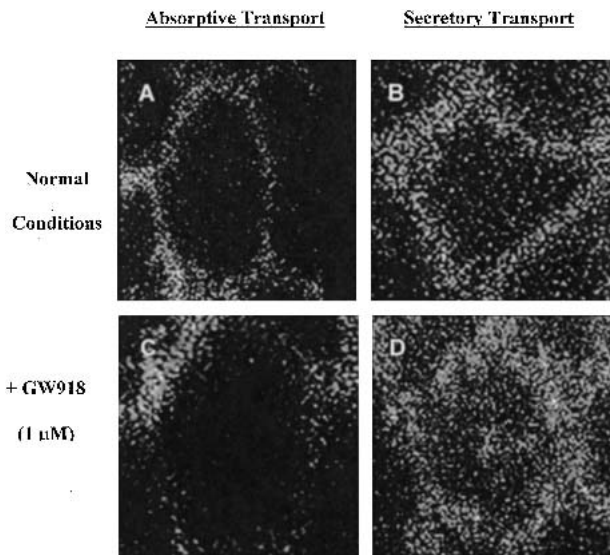 Absorptive Transport Secretory Transport
A B
Normal
Conditions
C D
+ GW918
(1 μM)